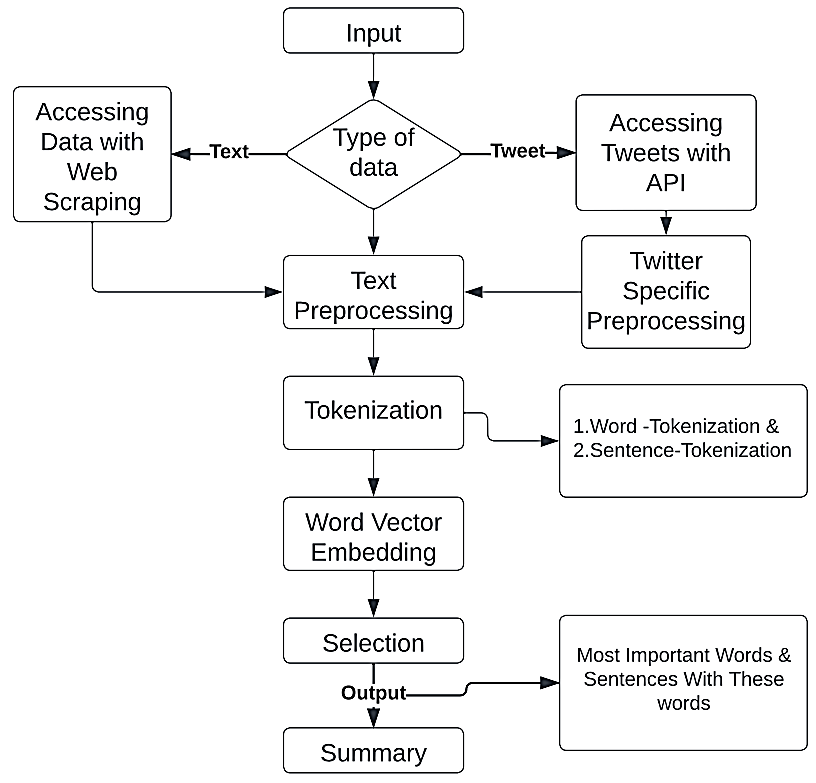 Input
Accessing
Data with
Web
Scraping
Text
Type of
data
Tweet
Accessing
Tweets with
API
Text
Preprocessing
Twitter
Specific
Preprocessing
Tokenization
1.Word -Tokenization &
2.Sentence-Tokenization
Word Vector
Embedding
Selection
Output
Most Important Words &
Sentences With These
words
Summary